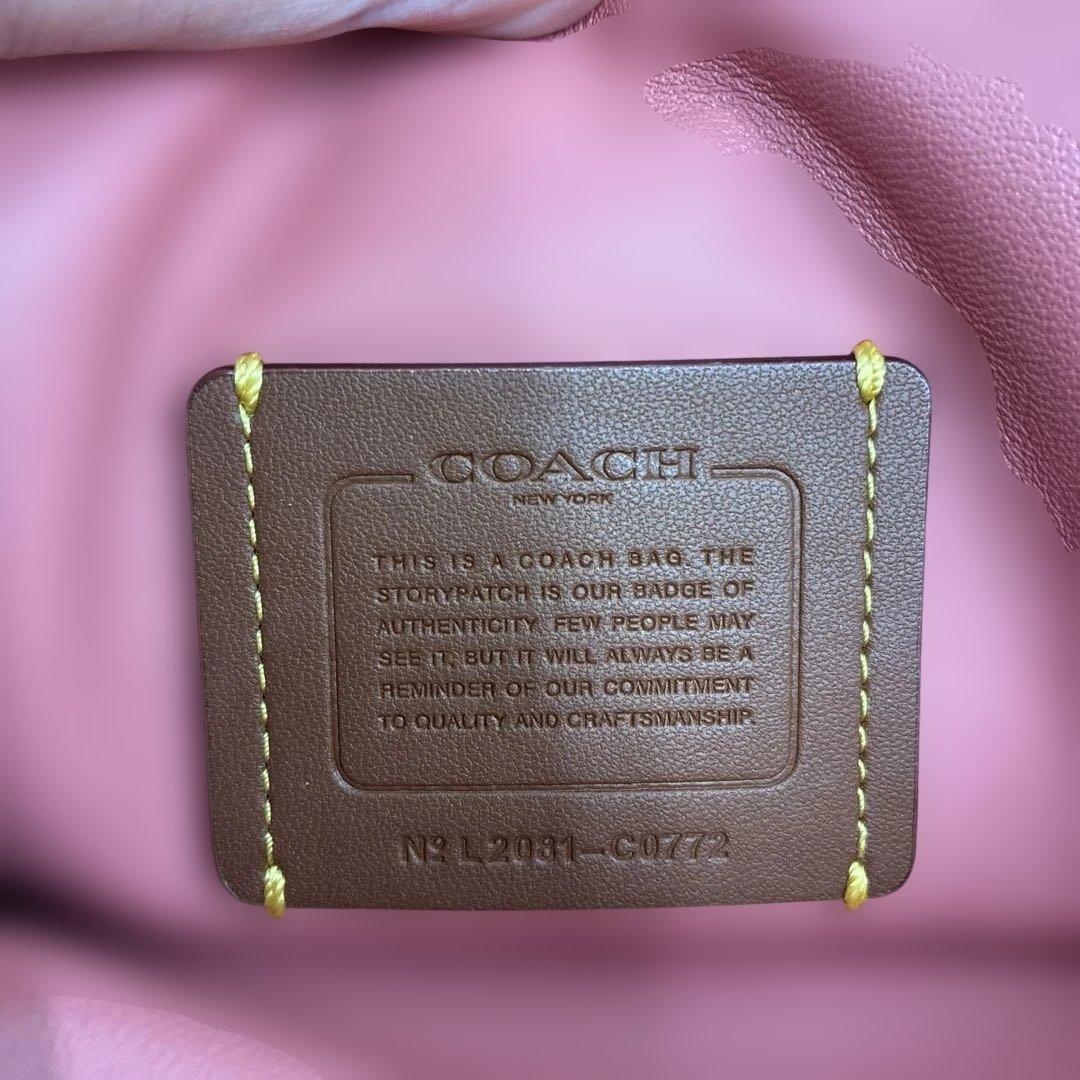 COACH
NEW YORK
THIS IS A COACH BAG. THE
STORYPATCH IS OUR BADGE OF
AUTHENTICITY. FEW PEOPLE MAY
SEE IT, BUT IT WILL ALWAYS BE A
REMINDER OF OUR COMMITMENT
TO QUALITY AND CRAFTSMANSHIP.
Nº L2081-C0772